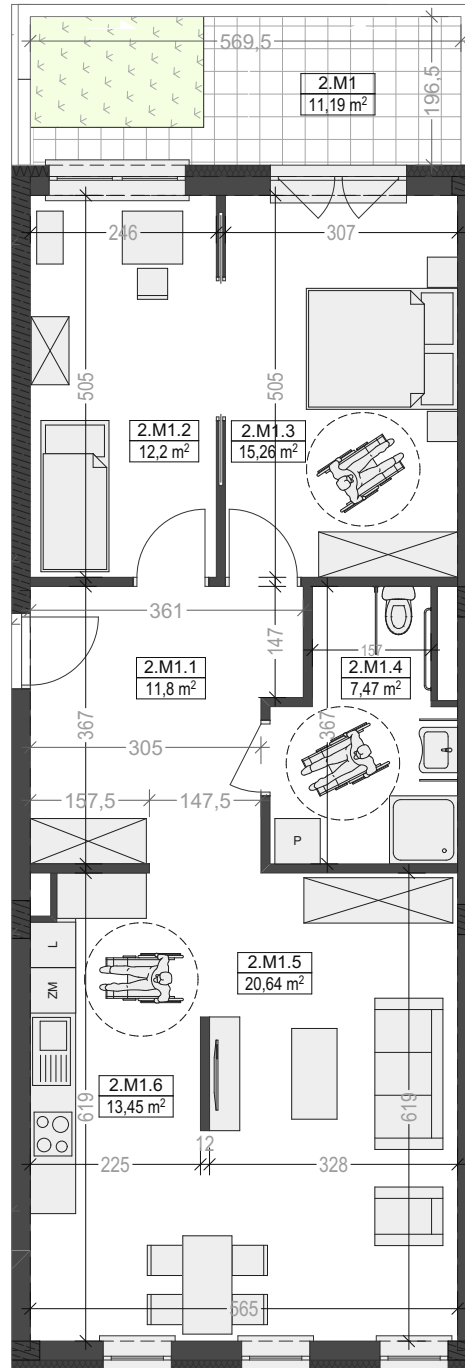 569,5
2.M1
11,19 m²
196,5
246
307
505
505
2.M1.2
12,2 m²
2.M1.3
15,26 m²
361
147
157
2.M1.1
11,8 m²
2.M1.4
7,47 m²
367
367
305
157,5
147,5
P
L
ZM
2.M1.5
20,64 m²
2.M1.6
13,45 m²
619
619
12
225
328
565